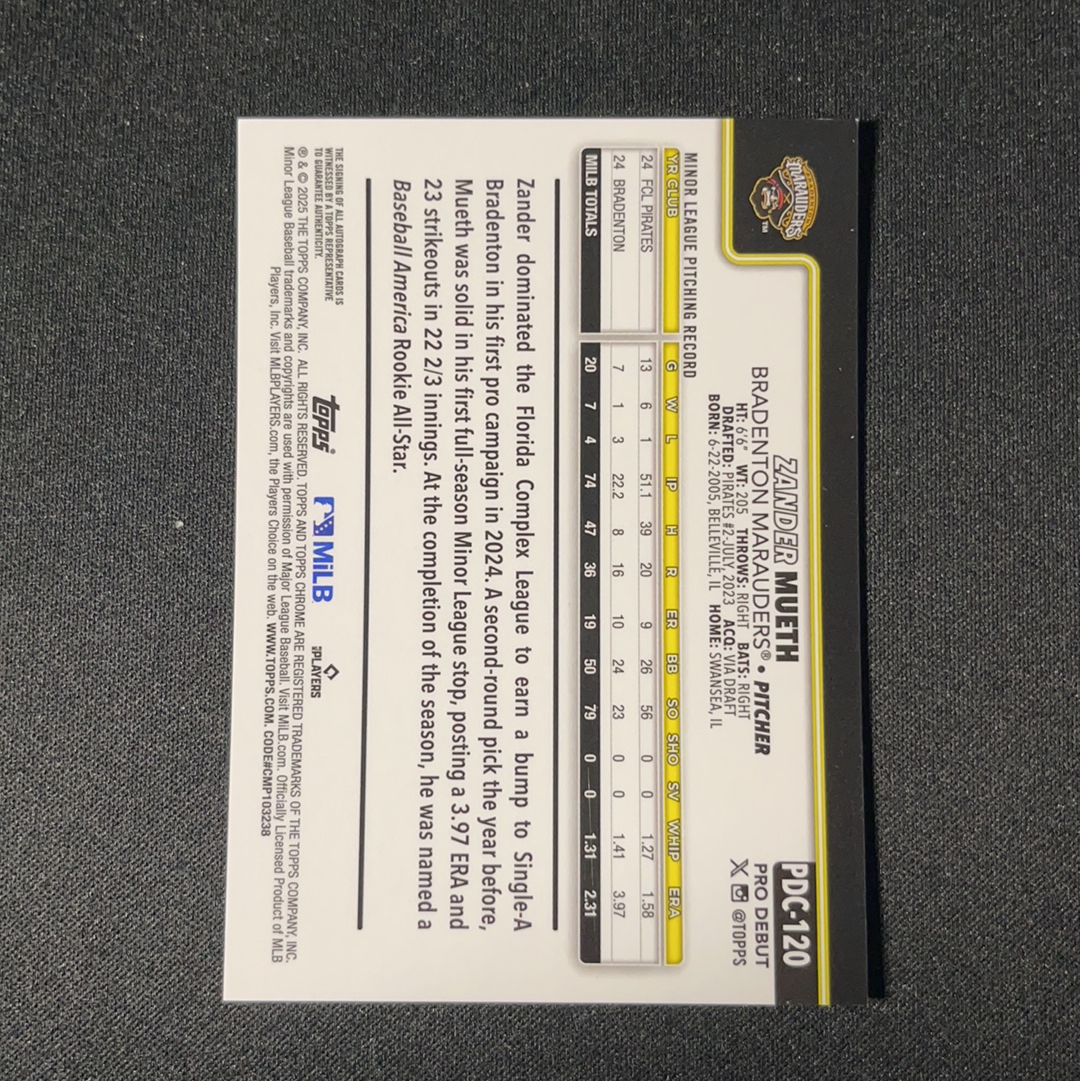 MARAUDERS
TM
ZANDER MUETH
BRADENTON MARAUDERS® • PITCHER
HT: 6'6" WT: 205 THROWS: RIGHT BATS: RIGHT
DRAFTED: PIRATES #2-JULY, 2023 ACQ: VIA DRAFT
BORN: 6-22-2005, BELLEVILLE, IL HOME: SWANSEA, IL
PDC-120
PRO DEBUT
X @TOPPS
MINOR LEAGUE PITCHING RECORD
YR CLUB G W L IP H R ER BB SO SHO SV WHIP ERA
24 FCL PIRATES 13 6 1 51.1 39 20 9 26 56 0 0 1.27 1.58
24 BRADENTON 7 1 3 22.2 8 16 10 24 23 0 0 1.41 3.97
MILB TOTALS 20 7 4 74 47 36 19 50 79 0 0 1.31 2.31
Zander dominated the Florida Complex League to earn a bump to Single-A
Bradenton in his first pro campaign in 2024. A second-round pick the year before,
Mueth was solid in his first full-season Minor League stop, posting a 3.97 ERA and
23 strikeouts in 22 2/3 innings. At the completion of the season, he was named a
Baseball America Rookie All-Star.
THE SIGNING OF ALL AUTOGRAPH CARDS IS
WITNESSED BY A TOPPS REPRESENTATIVE
TO GUARANTEE AUTHENTICITY.
topps
MiLB
PLAYERS
® & © 2025 THE TOPPS COMPANY, INC. ALL RIGHTS RESERVED. TOPPS AND TOPPS CHROME ARE REGISTERED TRADEMARKS OF THE TOPPS COMPANY, INC.
Minor League Baseball trademarks and copyrights are used with permission of Major League Baseball. Visit MiLB.com. Officially Licensed Product of MLB
Players, Inc. Visit MLBPLAYERS.com, the Players Choice on the web. WWW.TOPPS.COM. CODE#CMP103238